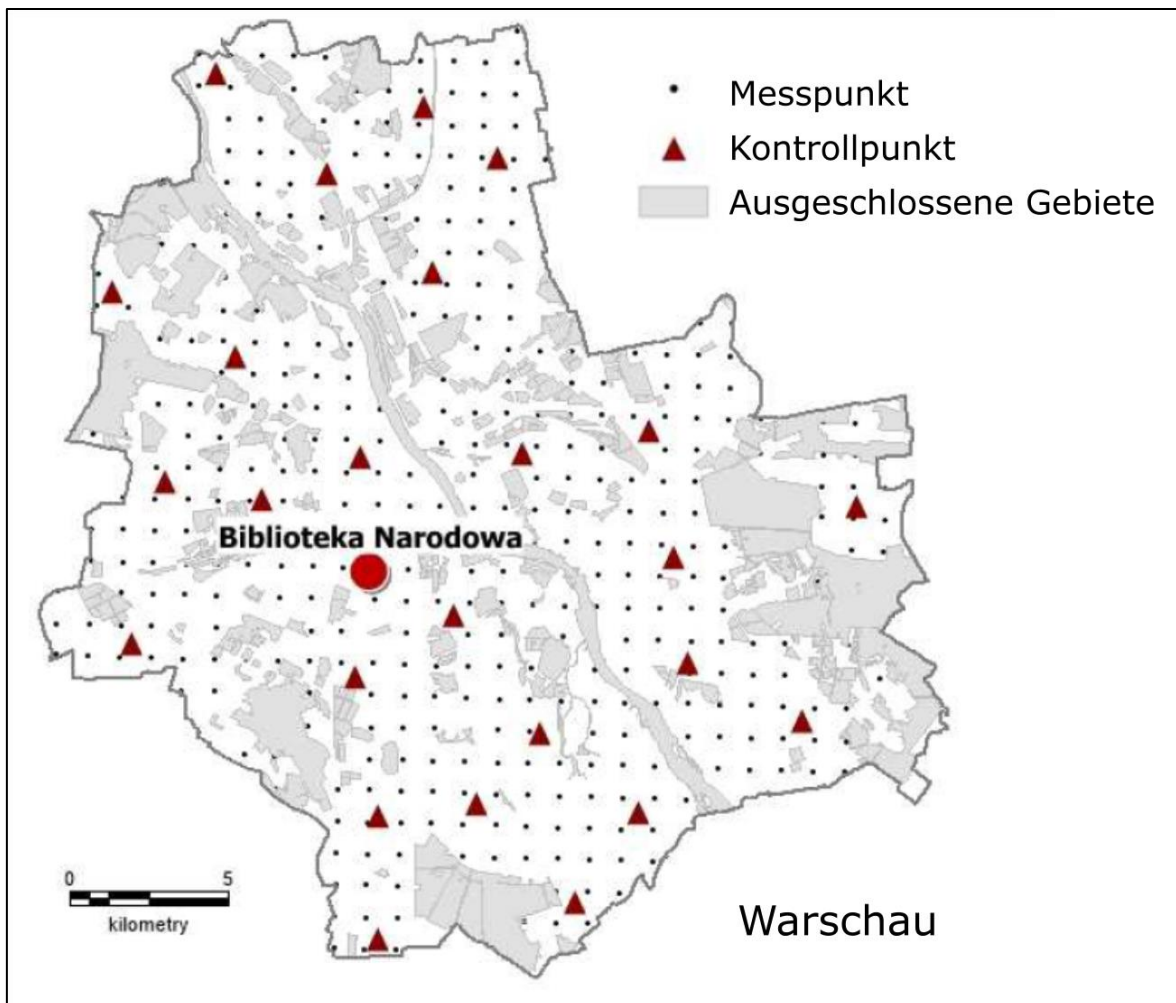 Messpunkt
Kontrollpunkt
Ausgeschlossene Gebiete
Biblioteka Narodowa
0 5
kilometry
Warschau